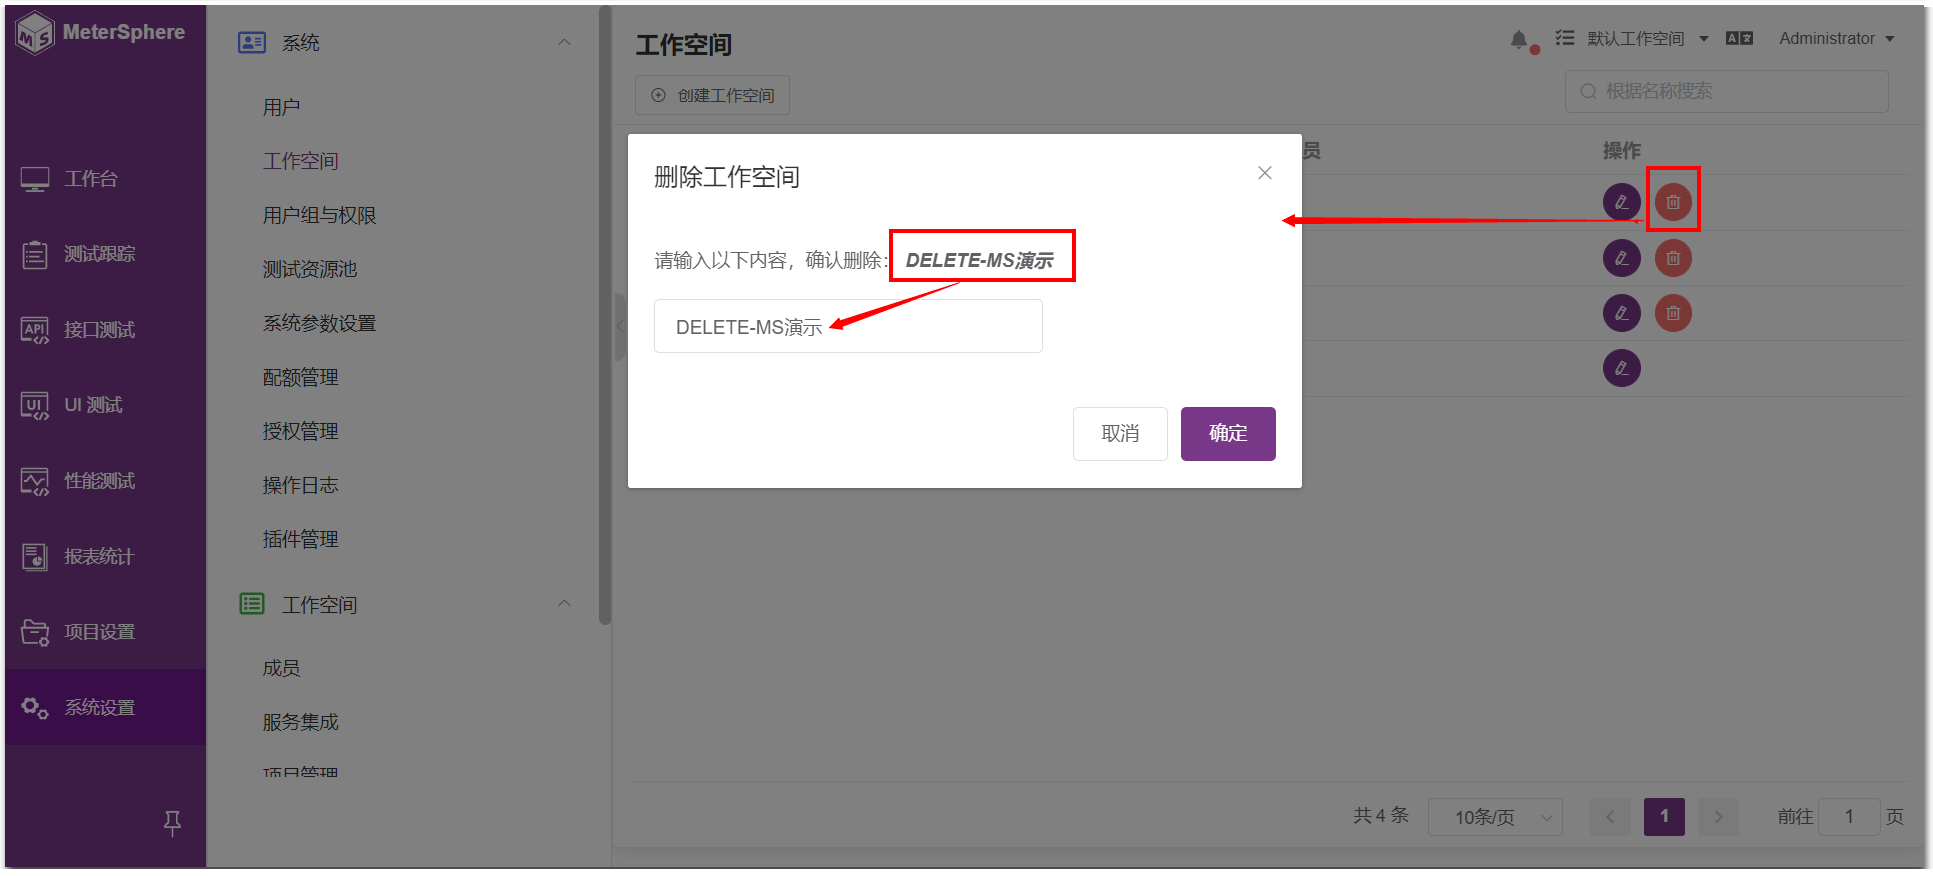 MeterSphere
工作台
测试跟踪
接口测试
UI 测试
性能测试
报表统计
项目设置
系统设置
系统
用户
工作空间
用户组与权限
测试资源池
系统参数设置
配额管理
授权管理
操作日志
插件管理
工作空间
成员
服务集成
项目管理
工作空间
默认工作空间
Administrator
创建工作空间
根据名称搜索
员
操作
删除工作空间
请输入以下内容，确认删除: DELETE-MS演示
DELETE-MS演示
取消
确定
共 4 条
10条/页
1
前往 1 页